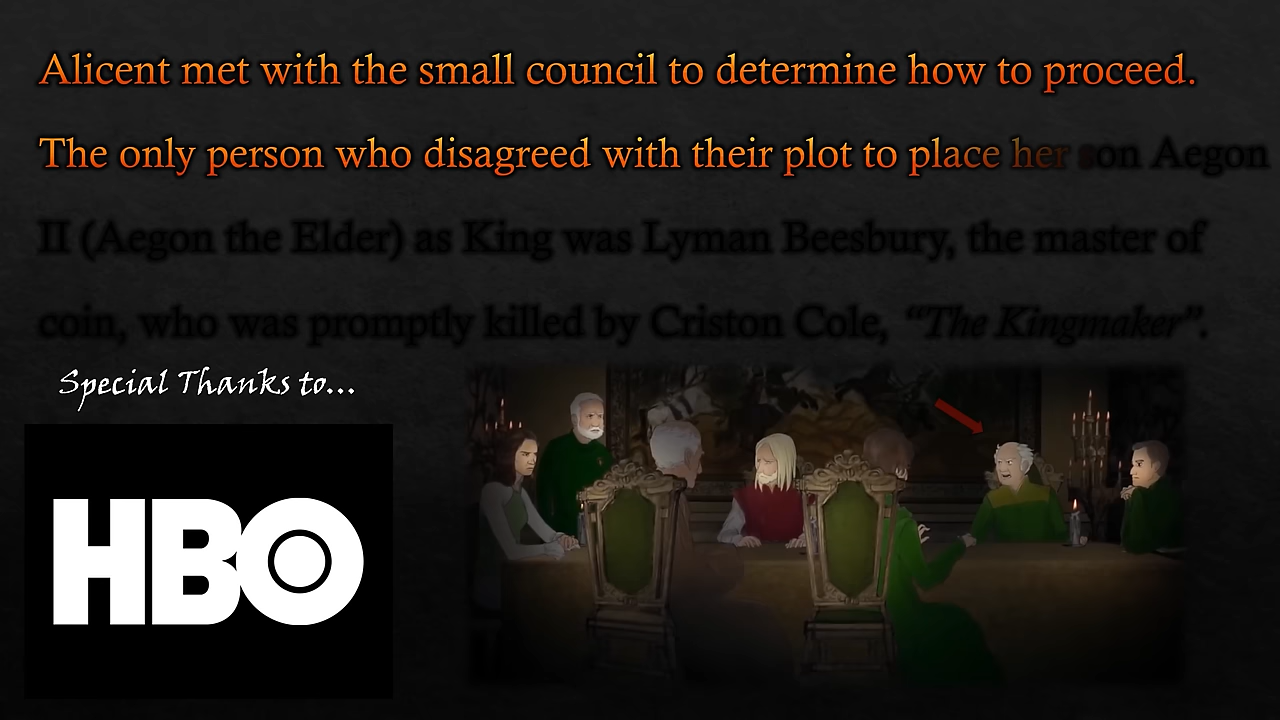 Alicent met with the small council to determine how to proceed.
The only person who disagreed with their plot to place her son Aegon
II (Aegon the Elder) as King was Lyman Beesbury, the master of
coin, who was promptly killed by Criston Cole, “The Kingmaker”.
Special Thanks to...
HBO